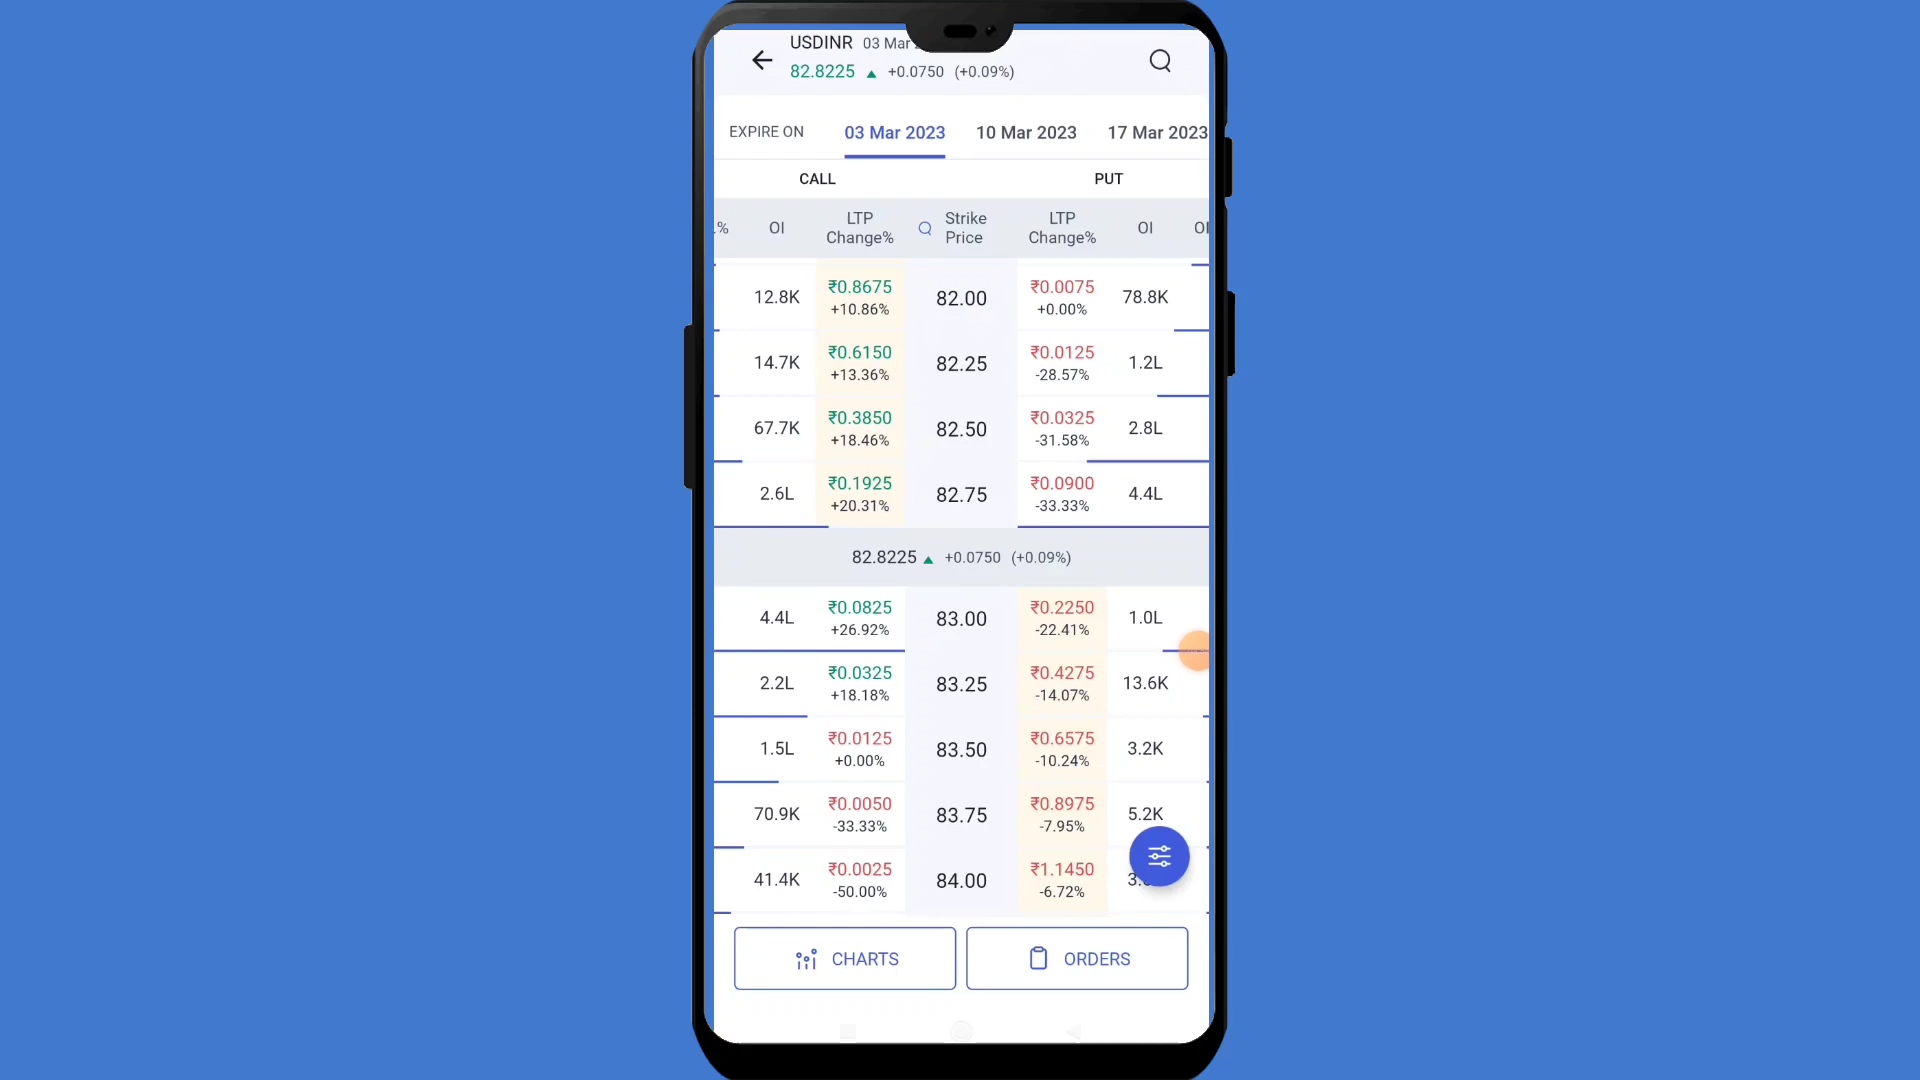 USDINR 03 Mar
82.8225 ▲ +0.0750 (+0.09%)
EXPIRE ON 03 Mar 2023 10 Mar 2023 17 Mar 2023
CALL PUT
% OI LTP Change% Strike Price LTP Change% OI OI
12.8K ₹0.8675 82.00 ₹0.0075 78.8K
+10.86% +0.00%
14.7K ₹0.6150 82.25 ₹0.0125 1.2L
+13.36% -28.57%
67.7K ₹0.3850 82.50 ₹0.0325 2.8L
+18.46% -31.58%
2.6L ₹0.1925 82.75 ₹0.0900 4.4L
+20.31% -33.33%
82.8225 ▲ +0.0750 (+0.09%)
4.4L ₹0.0825 83.00 ₹0.2250 1.0L
+26.92% -22.41%
2.2L ₹0.0325 83.25 ₹0.4275 13.6K
+18.18% -14.07%
1.5L ₹0.0125 83.50 ₹0.6575 3.2K
+0.00% -10.24%
70.9K ₹0.0050 83.75 ₹0.8975 5.2K
-33.33% -7.95%
41.4K ₹0.0025 84.00 ₹1.1450
-50.00% -6.72%
CHARTS ORDERS